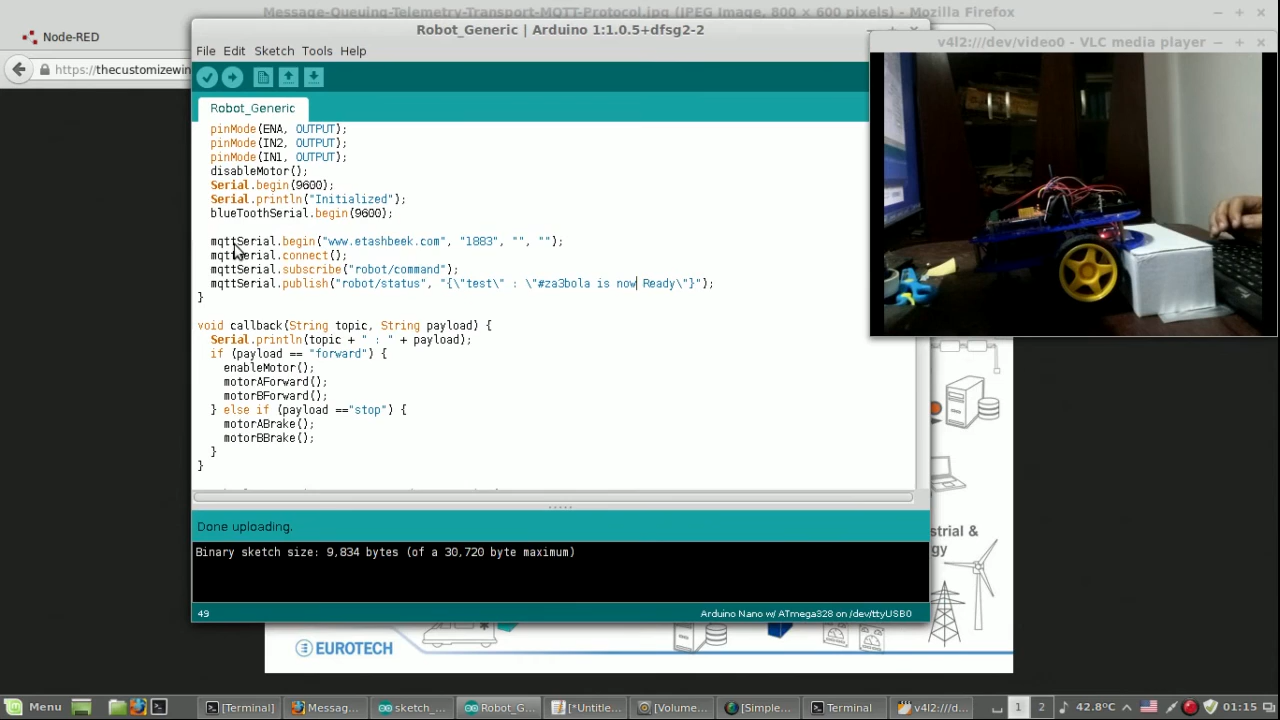 Message-Queuing-Telemetry-Transport-MQTT-Protocol.jpg (JPEG Image, 800 × 600 pixels) - Mozilla Firefox
Node-RED
https://thecustomizewin
Robot_Generic | Arduino 1:1.0.5+dfsg2-2
File Edit Sketch Tools Help
Robot_Generic
pinMode(ENA, OUTPUT);
pinMode(IN2, OUTPUT);
pinMode(IN1, OUTPUT);
disableMotor();
Serial.begin(9600);
Serial.println("Initialized");
blueToothSerial.begin(9600);
mqttSerial.begin("www.etashbeek.com", "1883", "", "");
mqttSerial.connect();
mqttSerial.subscribe("robot/command");
mqttSerial.publish("robot/status", "{\"test\" : \"#za3bola is now Ready\"}");
}
void callback(String topic, String payload) {
Serial.println(topic + " : " + payload);
if (payload == "forward") {
enableMotor();
motorAForward();
motorBForward();
} else if (payload =="stop") {
motorABrake();
motorBBrake();
}
}
Done uploading.
Binary sketch size: 9,834 bytes (of a 30,720 byte maximum)
49
Arduino Nano w/ ATmega328 on /dev/ttyUSB0
v4l2:///dev/video0 - VLC media player
strial &
gy
EUROTECH
Menu
[Terminal]
Messag...
sketch_...
Robot_G...
[*Untitle...
[Volume...
[Simple...
Terminal
v4l2:///d...
1
2
42.8°C
01:15